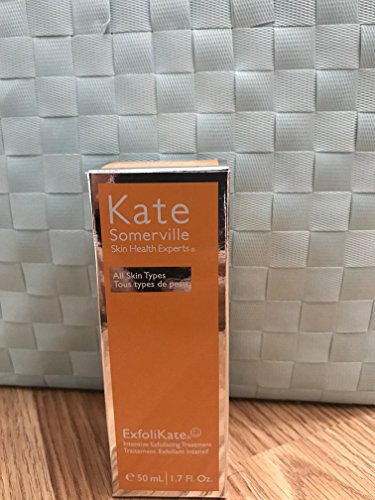 Kate
Somerville
Skin Health Experts®
All Skin Types
Tous types de peau
ExfoliKate®
Intensive Exfoliating Treatment
Traitement Exfoliant Intensif
℮ 50 mL | 1.7 Fl. Oz.